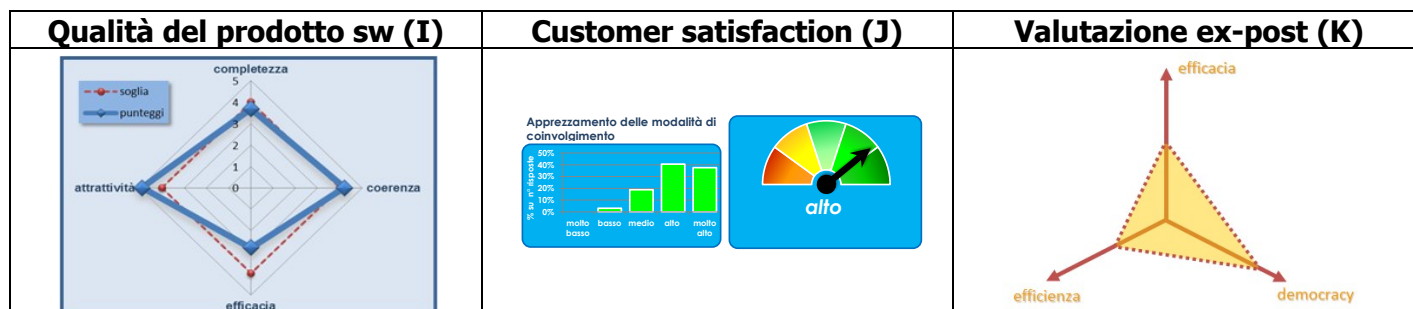 Qualità del prodotto sw (I)
Customer satisfaction (J)
Valutazione ex-post (K)
completezza
soglia
punteggi
5
4
3
2
1
0
attrattività
coerenza
efficacia
Apprezzamento delle modalità di
coinvolgimento
% su n° risposte
50%
40%
30%
20%
10%
0%
molto
basso
basso
medio
alto
molto
alto
alto
efficacia
efficienza
democracy